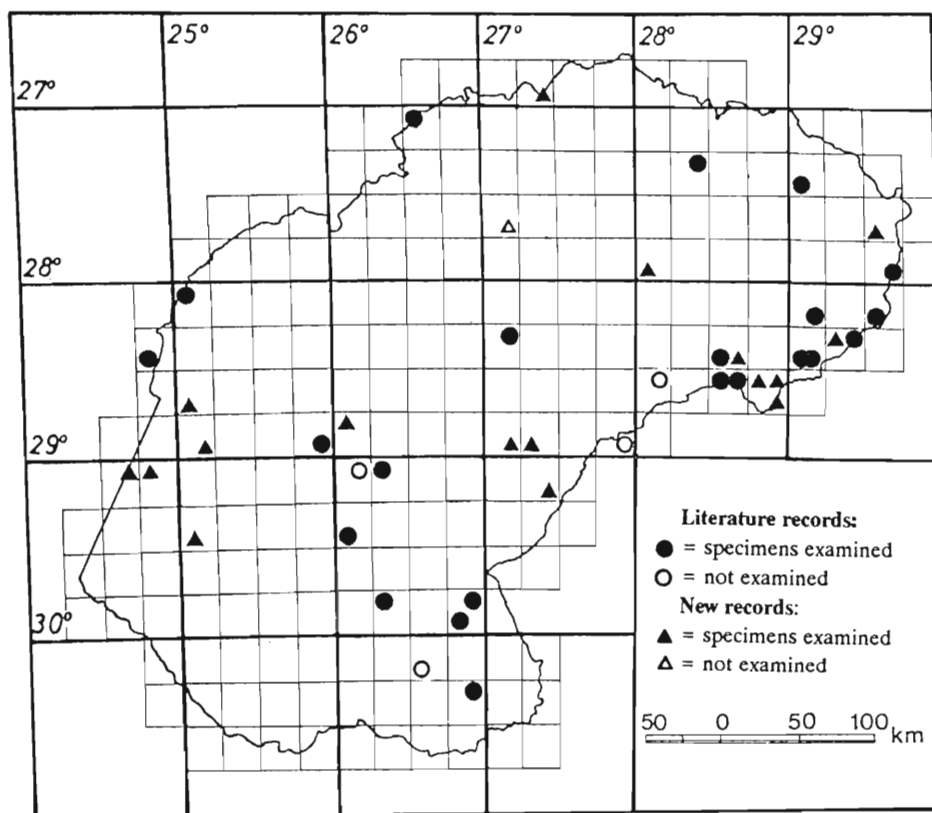 25° 26° 27° 28° 29°
27°
28°
29°
30°
Literature records:
● = specimens examined
○ = not examined
New records:
▲ = specimens examined
△ = not examined
50 0 50 100 km